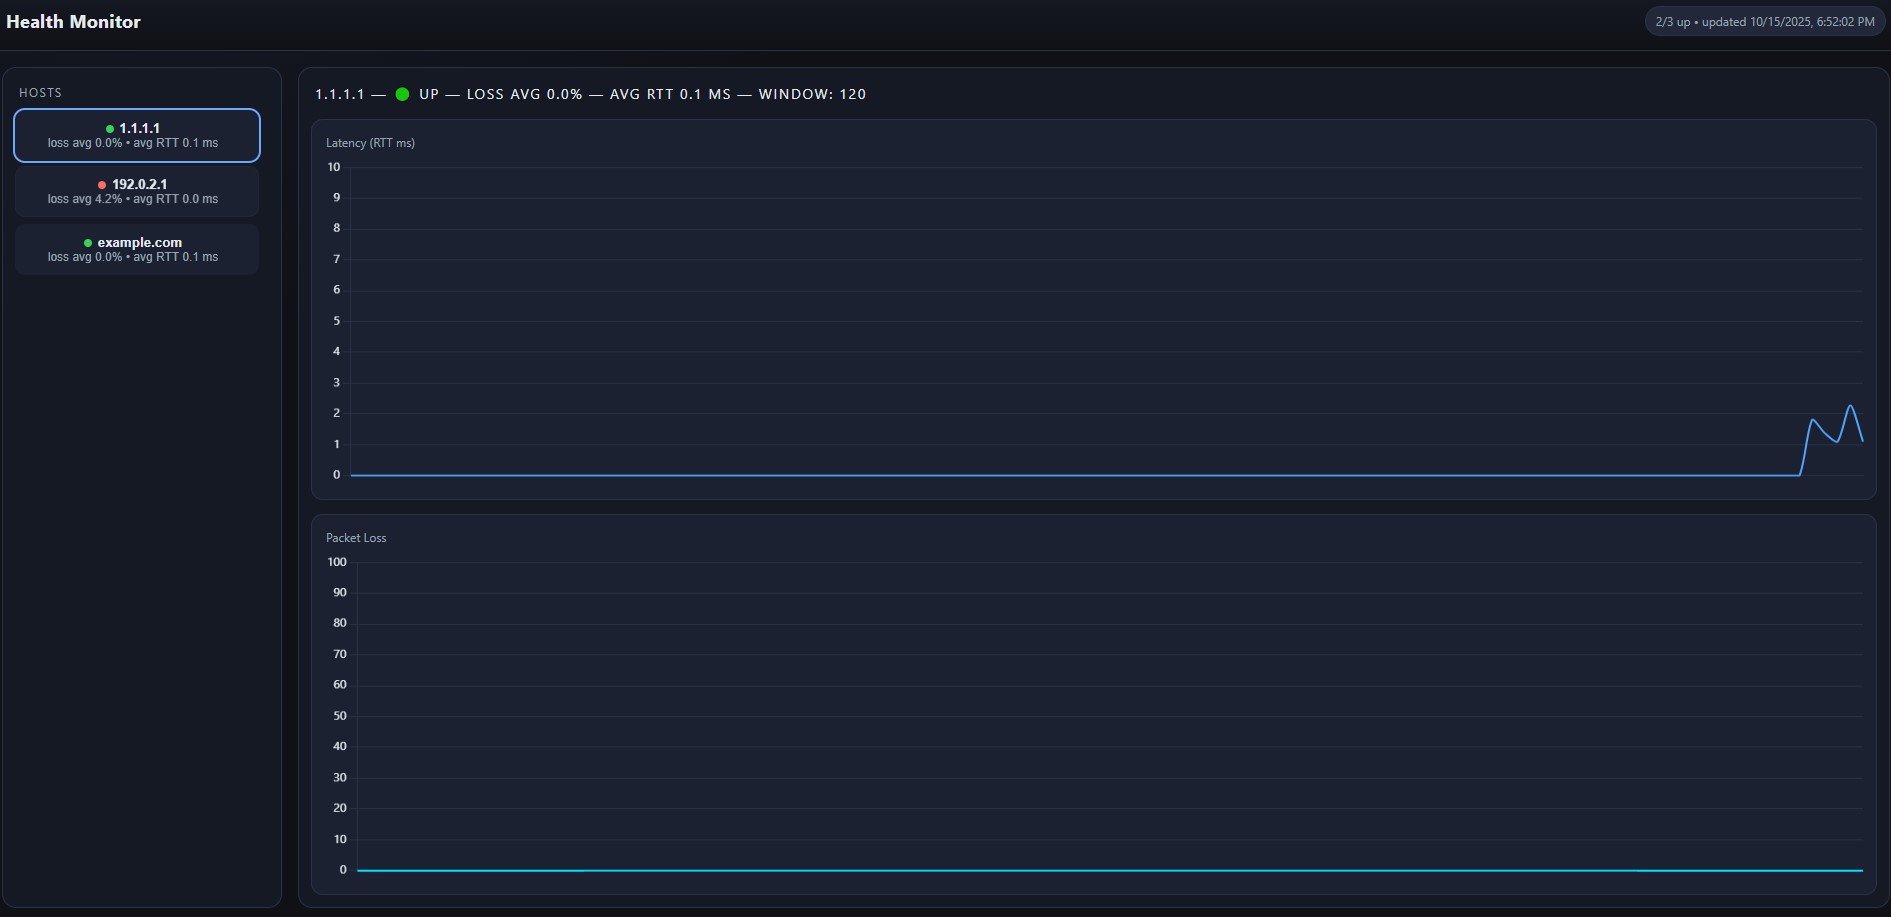 Health Monitor
2/3 up • updated 10/15/2025, 6:52:02 PM
HOSTS
1.1.1.1
loss avg 0.0% • avg RTT 0.1 ms
192.0.2.1
loss avg 4.2% • avg RTT 0.0 ms
example.com
loss avg 0.0% • avg RTT 0.1 ms
1.1.1.1 — UP — LOSS AVG 0.0% — AVG RTT 0.1 MS — WINDOW: 120
Latency (RTT ms)
10
9
8
7
6
5
4
3
2
1
0
Packet Loss
100
90
80
70
60
50
40
30
20
10
0